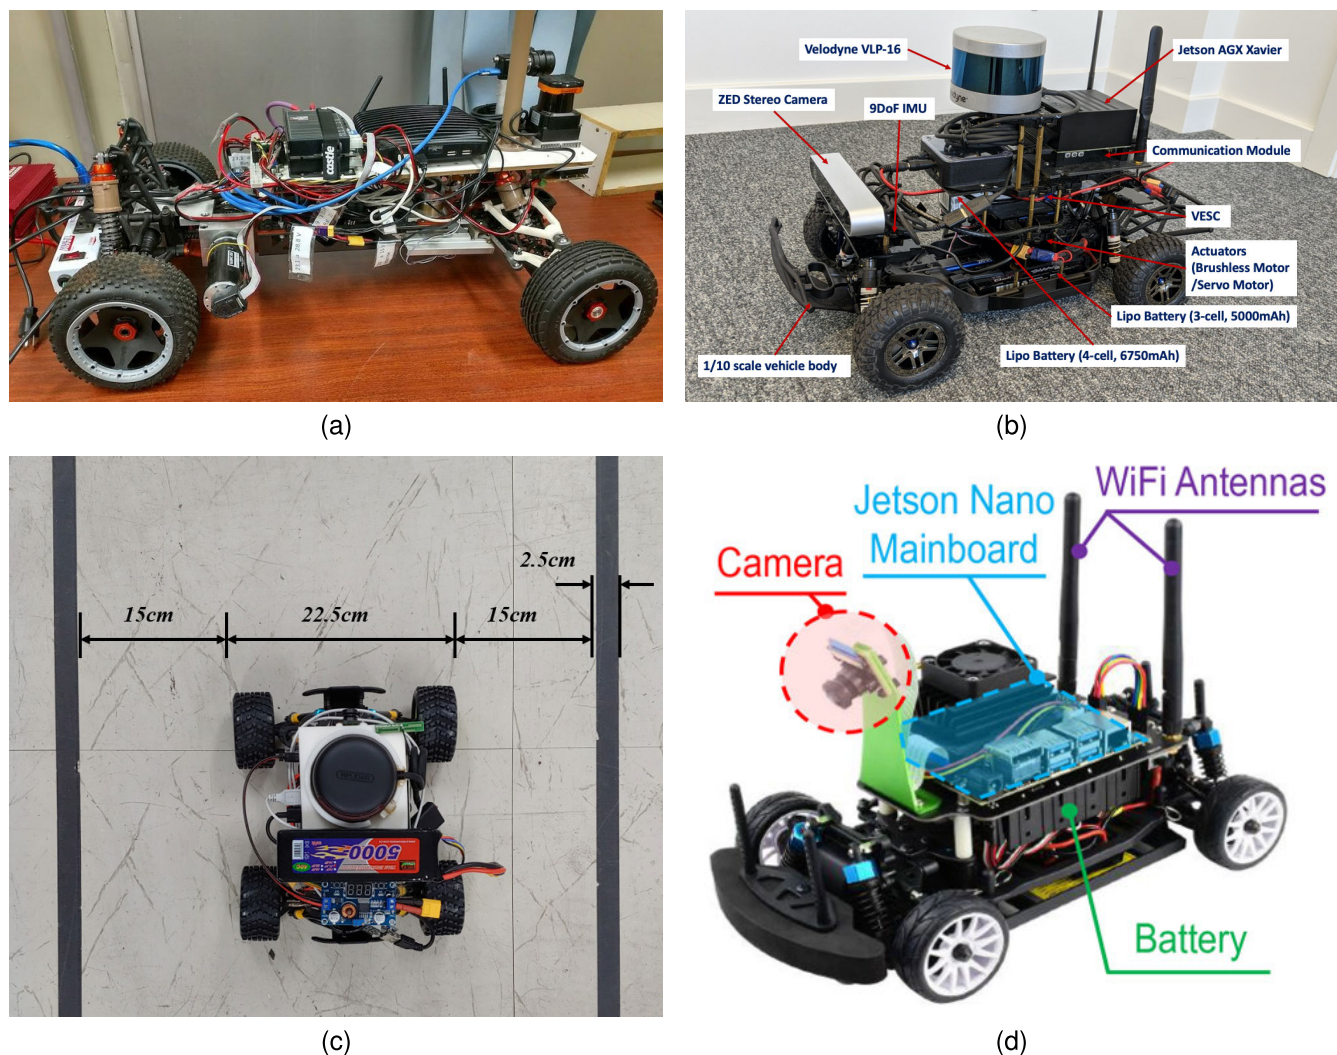 castle
(a)
Velodyne VLP-16
Jetson AGX Xavier
ZED Stereo Camera
9DoF IMU
Communication Module
VESC
Actuators
(Brushless Motor
/Servo Motor)
Lipo Battery (3-cell, 5000mAh)
Lipo Battery (4-cell, 6750mAh)
1/10 scale vehicle body
(b)
2.5cm
15cm
22.5cm
15cm
5000
(c)
WiFi Antennas
Jetson Nano
Mainboard
Camera
Battery
(d)